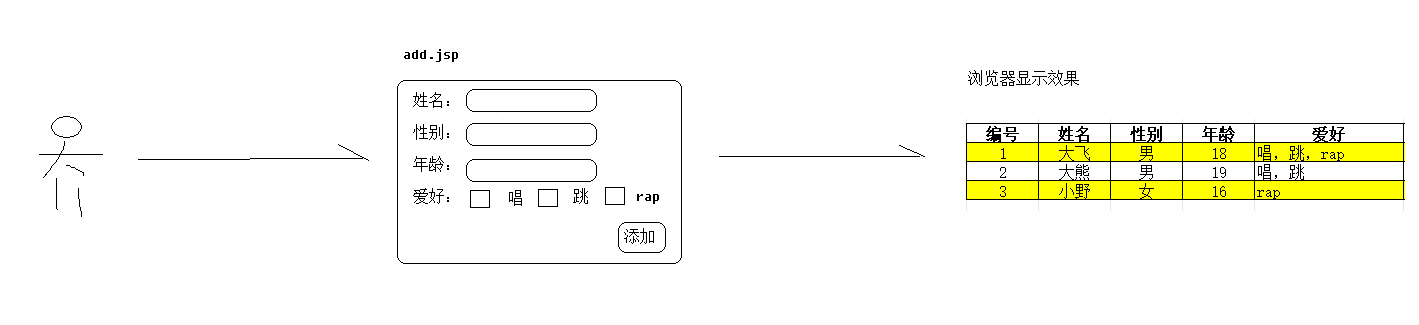 add.jsp
姓名：
性别：
年龄：
爱好： 唱 跳 rap
添加
浏览器显示效果
编号 姓名 性别 年龄 爱好
1 大飞 男 18 唱，跳，rap
2 大熊 男 19 唱，跳
3 小野 女 16 rap